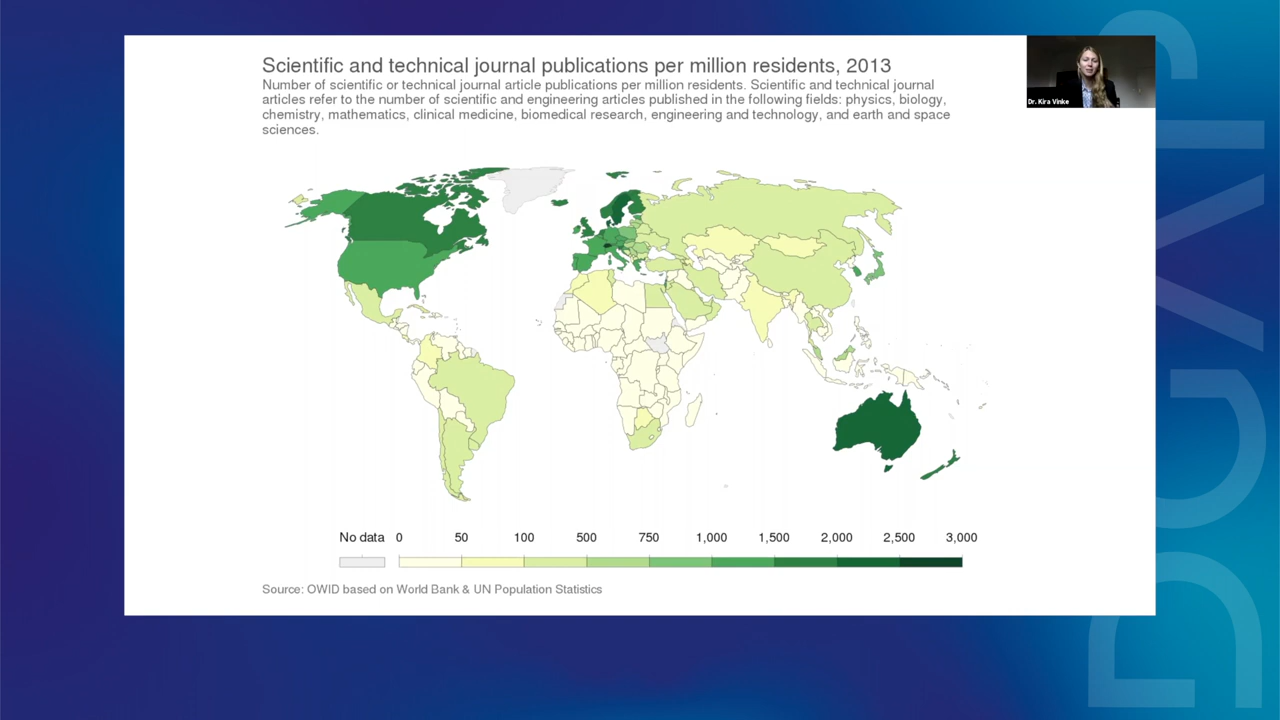 Scientific and technical journal publications per million residents, 2013
Number of scientific or technical journal article publications per million residents. Scientific and technical journal
articles refer to the number of scientific and engineering articles published in the following fields: physics, biology,
chemistry, mathematics, clinical medicine, biomedical research, engineering and technology, and earth and space
sciences.
Dr. Kira Vinke
No data 0 50 100 500 750 1,000 1,500 2,000 2,500 3,000
Source: OWID based on World Bank & UN Population Statistics